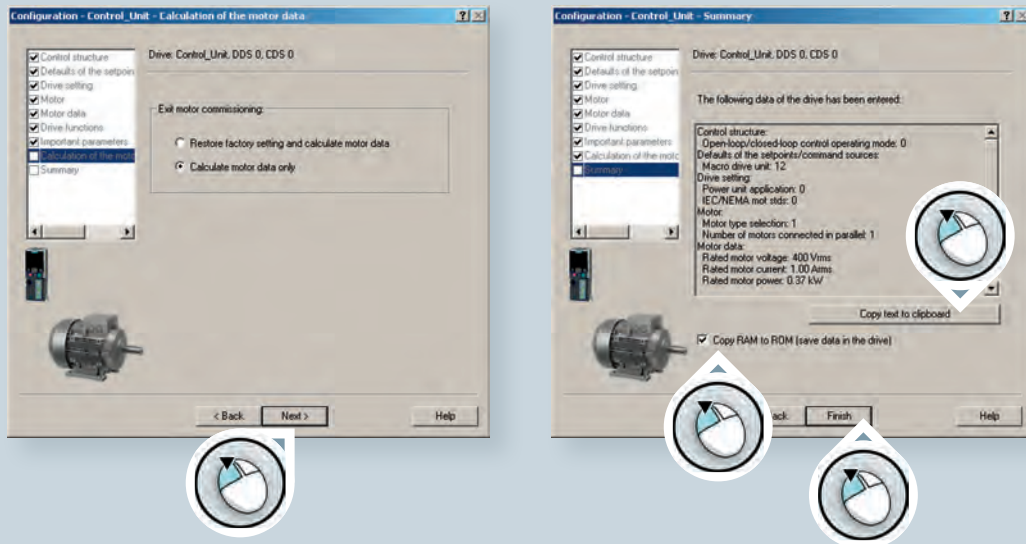 Configuration - Control_Unit - Calculation of the motor data
Control structure
Defaults of the setpoin
Drive setting
Motor
Motor data
Drive functions
Important parameters
Calculation of the moto
Summary
Drive: Control_Unit, DDS 0, CDS 0
Exit motor commissioning:
Restore factory setting and calculate motor data
Calculate motor data only
< Back
Next >
Help
Configuration - Control_Unit - Summary
Control structure
Defaults of the setpoin
Drive setting
Motor
Motor data
Drive functions
Important parameters
Calculation of the moto
Summary
Drive: Control_Unit, DDS 0, CDS 0
The following data of the drive has been entered:
Control structure:
Open-loop/closed-loop control operating mode: 0
Defaults of the setpoints/command sources:
Macro drive unit: 12
Drive setting:
Power unit application: 0
IEC/NEMA mot stds: 0
Motor:
Motor type selection: 1
Number of motors connected in parallel: 1
Motor data:
Rated motor voltage: 400 Vrms
Rated motor current: 1.00 Arms
Rated motor power: 0.37 kW
Copy text to clipboard
Copy RAM to ROM (save data in the drive)
ack
Finish
Help